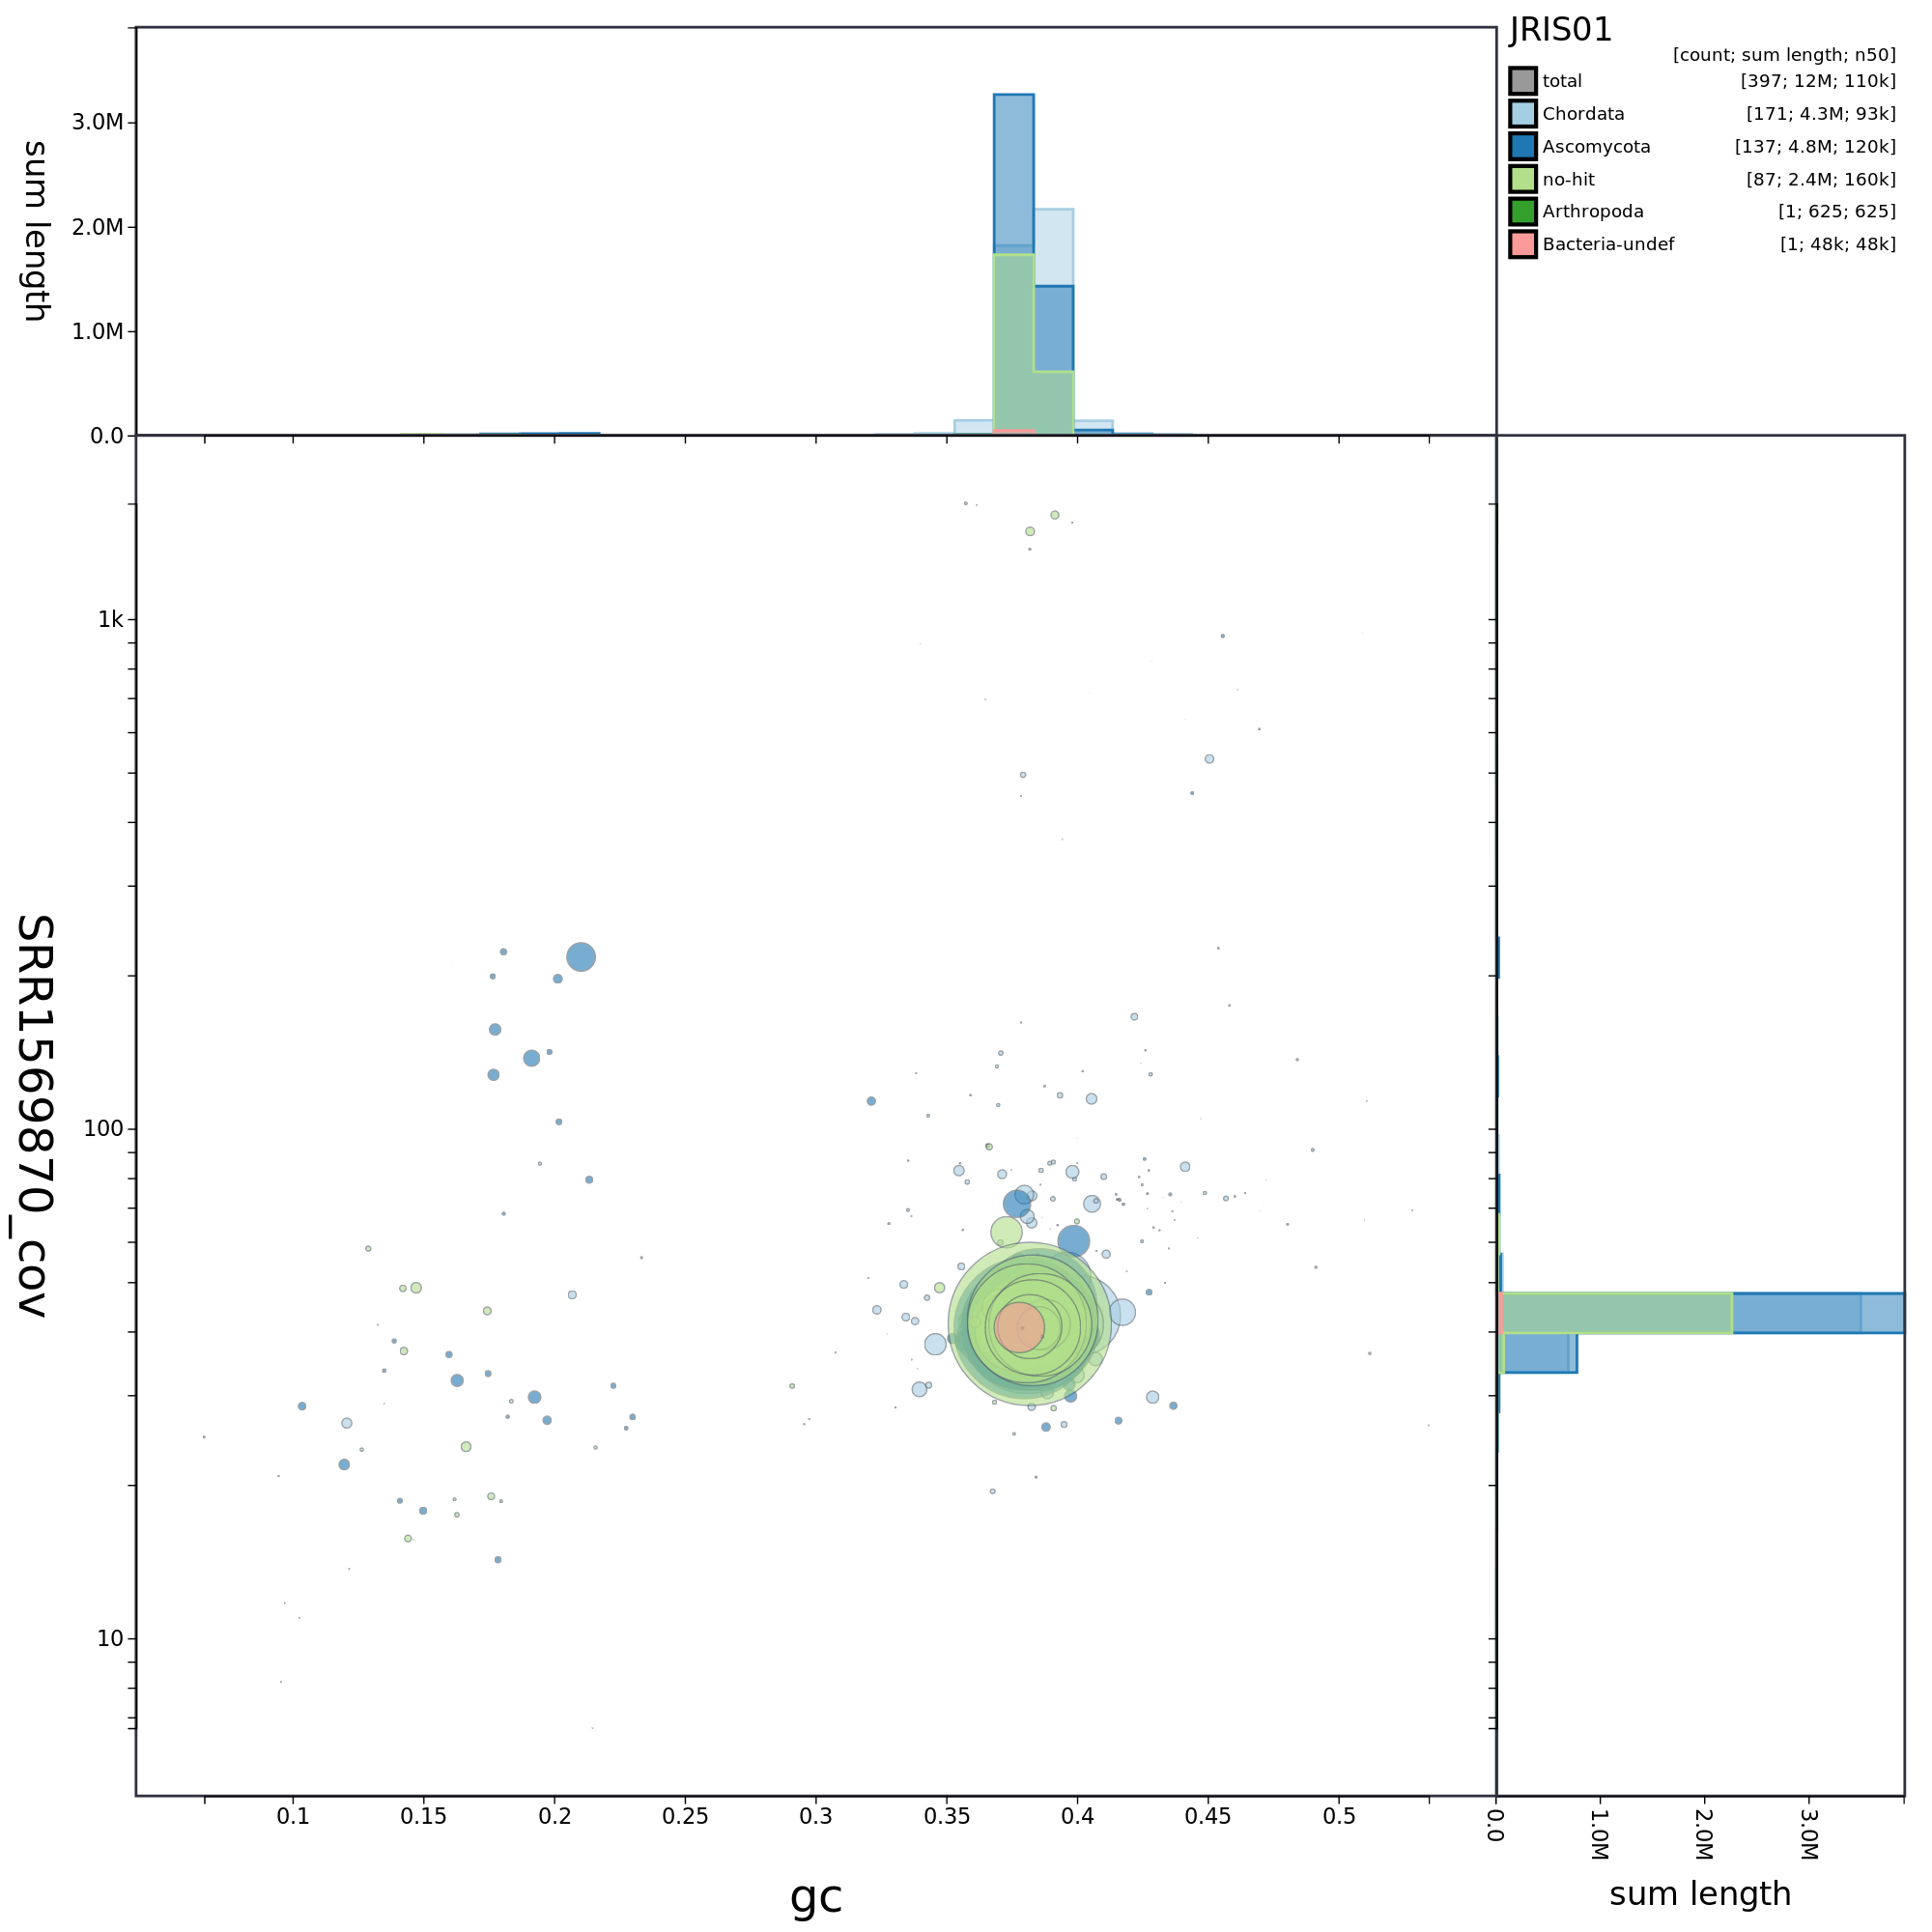 JRIS01
[count; sum length; n50]
total [397; 12M; 110k]
Chordata [171; 4.3M; 93k]
Ascomycota [137; 4.8M; 120k]
no-hit [87; 2.4M; 160k]
Arthropoda [1; 625; 625]
Bacteria-undef [1; 48k; 48k]
sum length
3.0M
2.0M
1.0M
0.0
SRR1569870_cov
1k
100
10
0.1 0.15 0.2 0.25 0.3 0.35 0.4 0.45 0.5
gc
0.0 1.0M 2.0M 3.0M
sum length